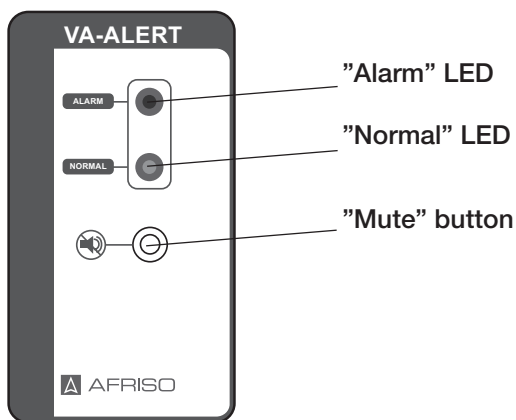 VA-ALERT
ALARM
NORMAL
AFRISO
”Alarm” LED
”Normal” LED
”Mute” button